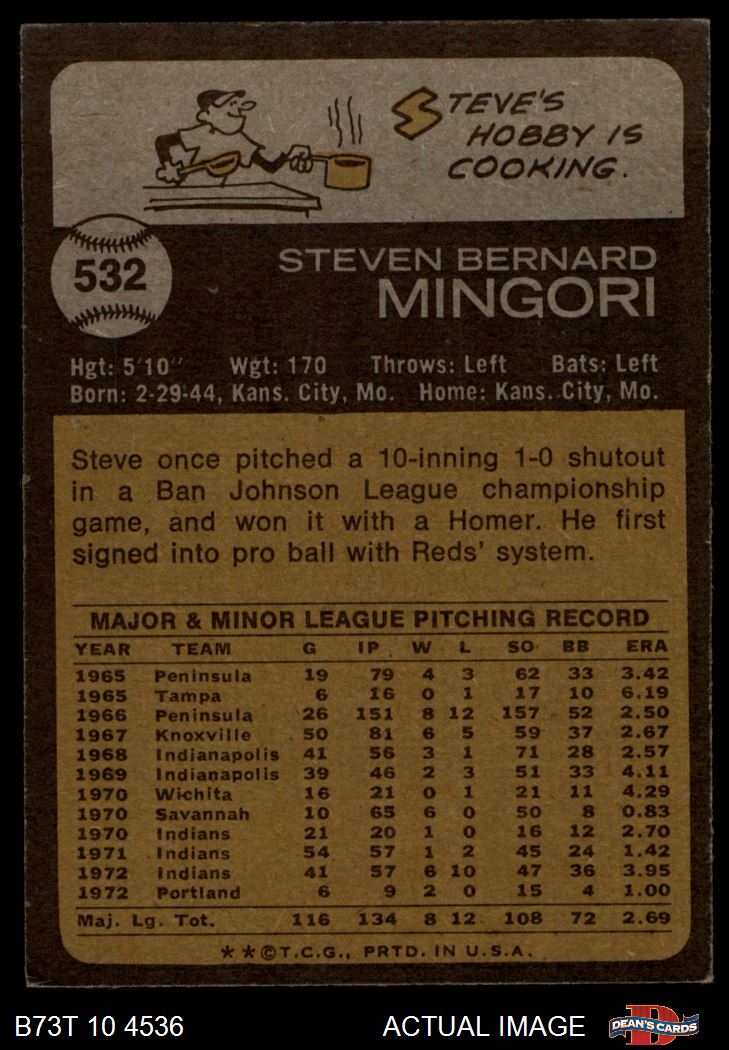 STEVE'S
HOBBY IS
COOKING.
532
STEVEN BERNARD
MINGORI
Hgt: 5'10" Wgt: 170 Throws: Left Bats: Left
Born: 2-29-44, Kans. City, Mo. Home: Kans. City, Mo.
Steve once pitched a 10-inning 1-0 shutout
in a Ban Johnson League championship
game, and won it with a Homer. He first
signed into pro ball with Reds' system.
MAJOR & MINOR LEAGUE PITCHING RECORD
YEAR TEAM G IP W L SO BB ERA
1965 Peninsula 19 79 4 3 62 33 3.42
1965 Tampa 6 16 0 1 17 10 6.19
1966 Peninsula 26 151 8 12 157 52 2.50
1967 Knoxville 50 81 6 5 59 37 2.67
1968 Indianapolis 41 56 3 1 71 28 2.57
1969 Indianapolis 39 46 2 3 51 33 4.11
1970 Wichita 16 21 0 1 21 11 4.29
1970 Savannah 10 65 6 0 50 8 0.83
1970 Indians 21 20 1 0 16 12 2.70
1971 Indians 54 57 1 2 45 24 1.42
1972 Indians 41 57 6 10 47 36 3.95
1972 Portland 6 9 2 0 15 4 1.00
Maj. Lg. Tot. 116 134 8 12 108 72 2.69
* * © T.C.G., PRTD. IN U.S.A.
B73T 10 4536 ACTUAL IMAGE D DEAN'S CARDS